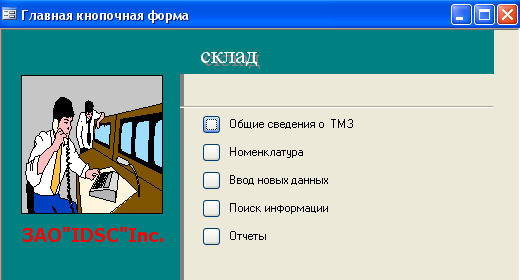 Главная кнопочная форма
склад
Общие сведения о ТМЗ
Номенклатура
Ввод новых данных
Поиск информации
Отчеты
ЗАО"IDSC"Inc.